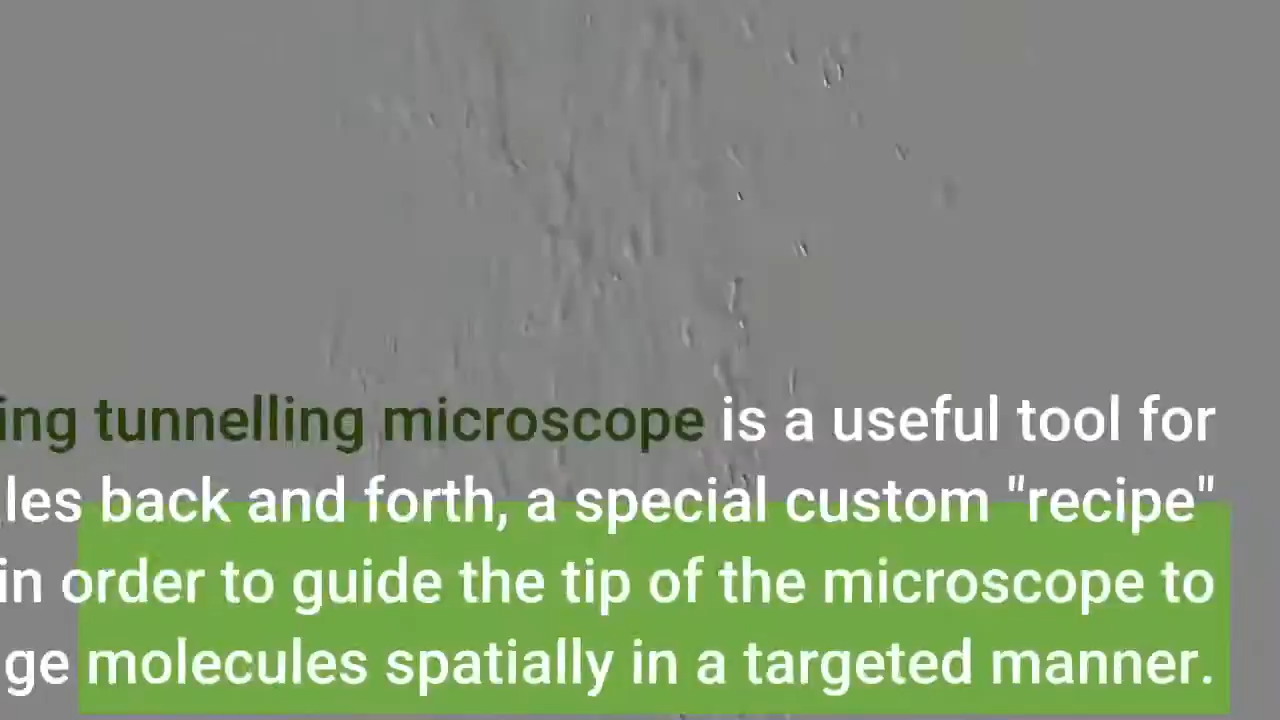 ing tunnelling microscope is a useful tool for
les back and forth, a special custom "recipe"
in order to guide the tip of the microscope to
ge molecules spatially in a targeted manner.